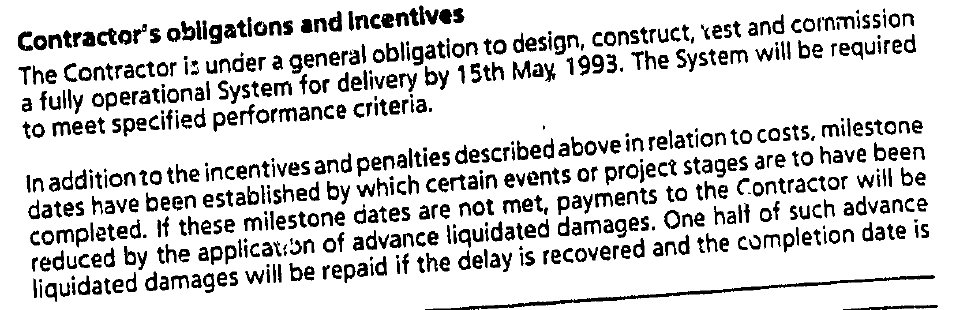 Contractor's obligations and Incentives
The Contractor is under a general obligation to design, construct, test and commission
a fully operational System for delivery by 15th May, 1993. The System will be required
to meet specified performance criteria.
In addition to the incentives and penalties described above in relation to costs, milestone
dates have been established by which certain events or project stages are to have been
completed. If these milestone dates are not met, payments to the Contractor will be
reduced by the application of advance liquidated damages. One half of such advance
liquidated damages will be repaid if the delay is recovered and the completion date is